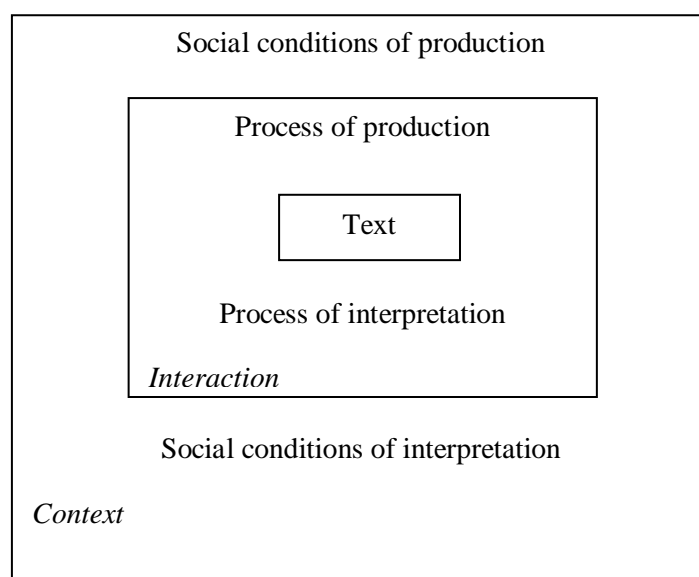 Social conditions of production
Process of production
Text
Process of interpretation
Interaction
Social conditions of interpretation
Context